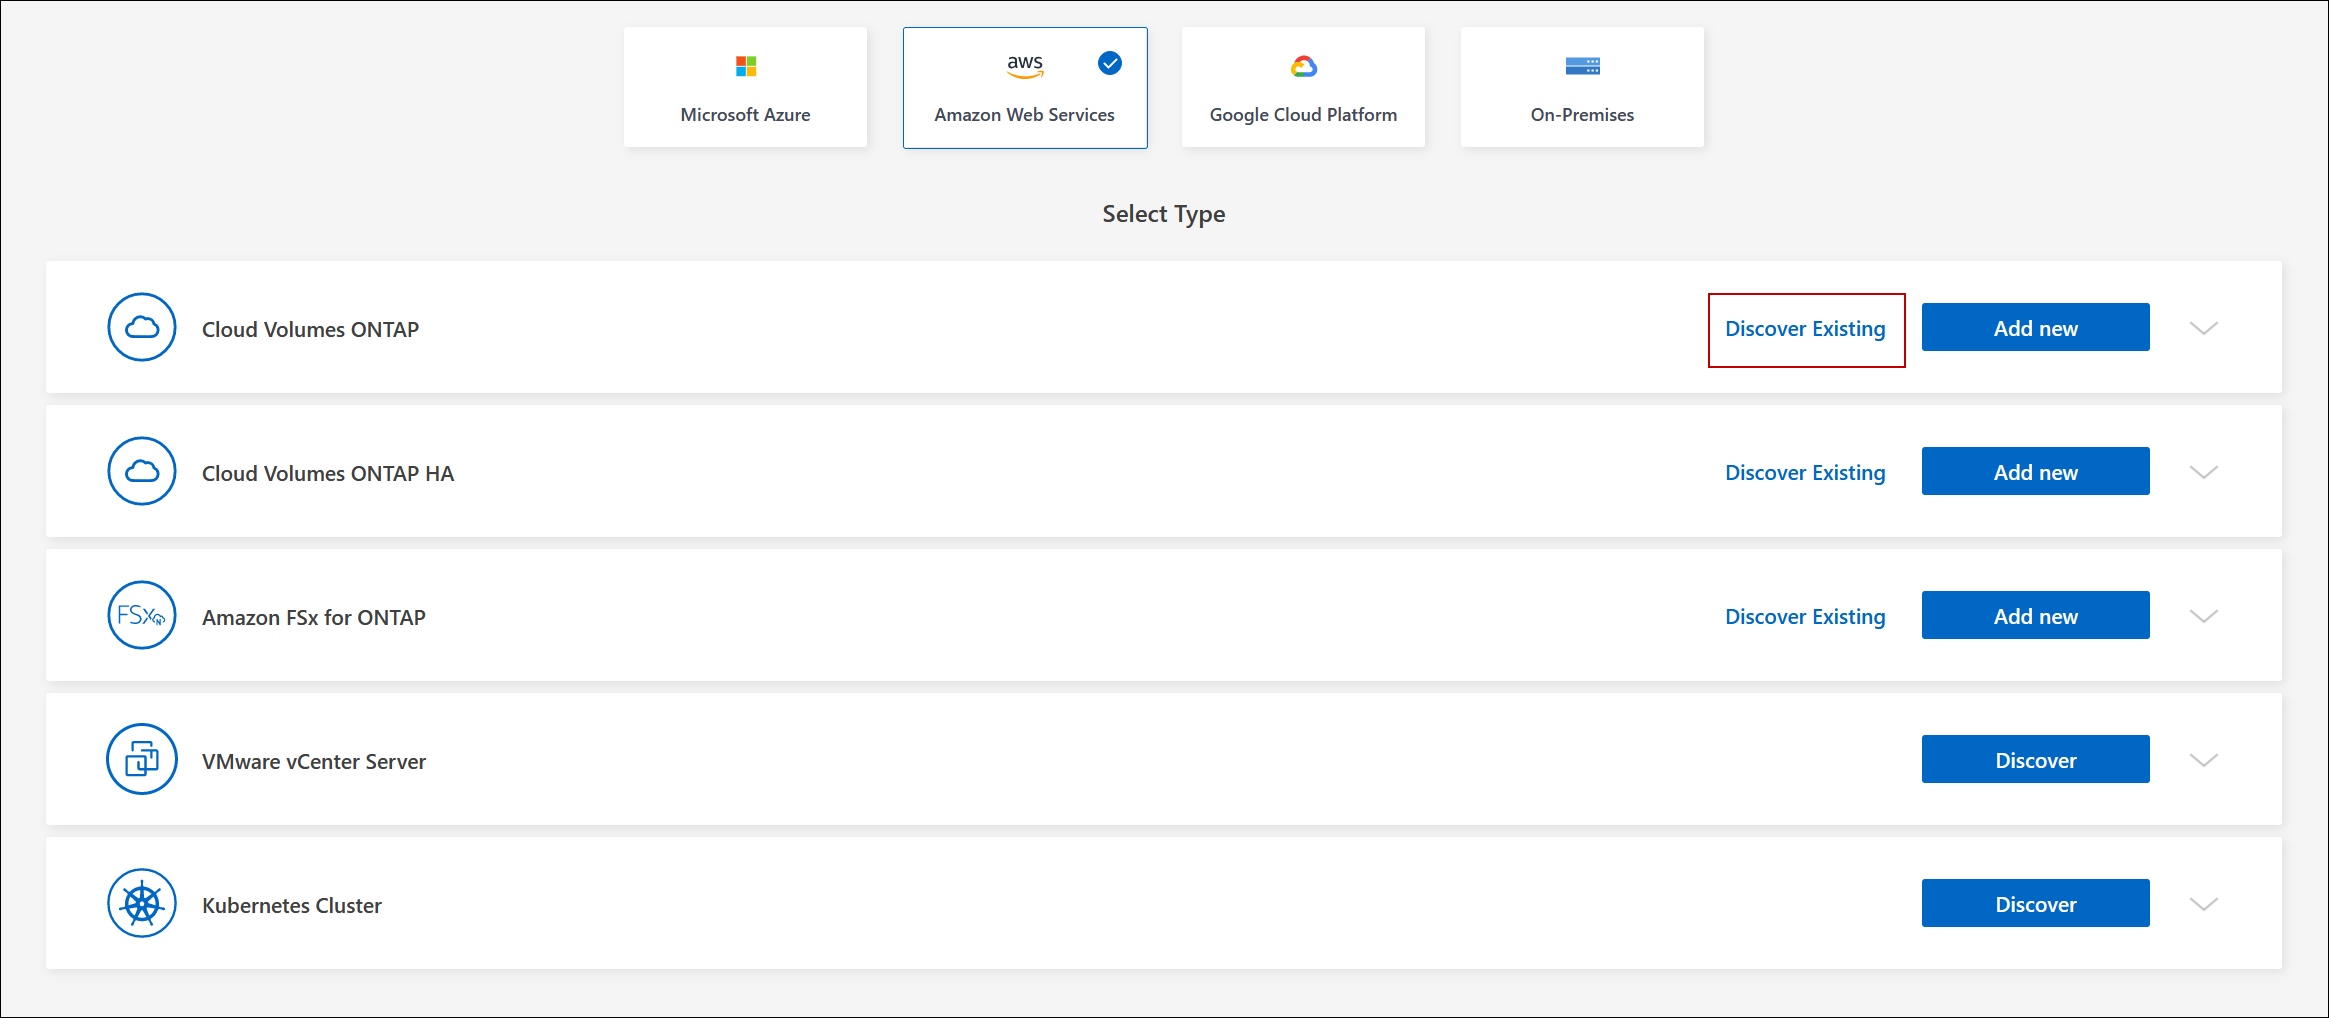 aws
Microsoft Azure
Amazon Web Services
Google Cloud Platform
On-Premises
Select Type
Cloud Volumes ONTAP
Discover Existing
Add new
Cloud Volumes ONTAP HA
Discover Existing
Add new
FSxN
Amazon FSx for ONTAP
Discover Existing
Add new
VMware vCenter Server
Discover
Kubernetes Cluster
Discover